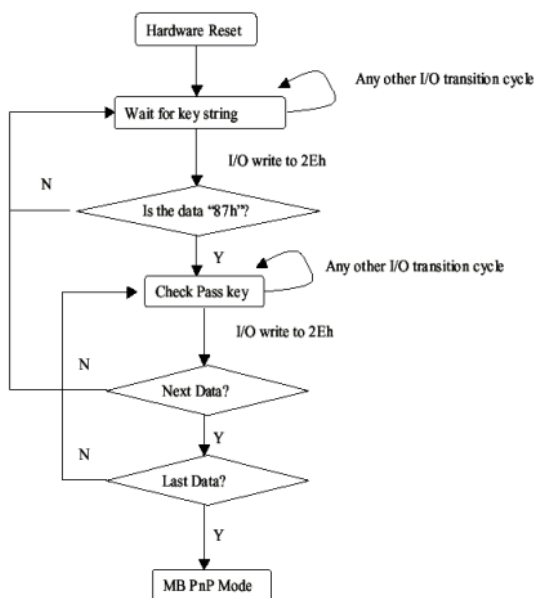 Hardware Reset
Any other I/O transition cycle
Wait for key string
I/O write to 2Eh
N
Is the data “87h”?
Y
Any other I/O transition cycle
Check Pass key
I/O write to 2Eh
N
Next Data?
Y
N
Last Data?
Y
MB PnP Mode